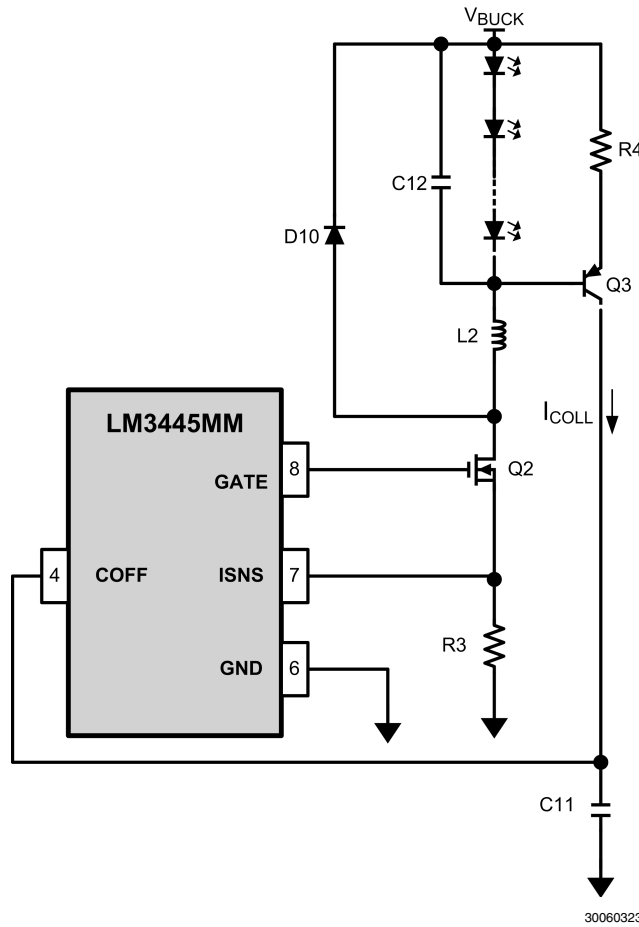 VBUCK
R4
C12
D10
Q3
L2
ICOLL
LM3445MM
8
GATE
Q2
4
COFF
ISNS
7
R3
GND
6
C11
30060323